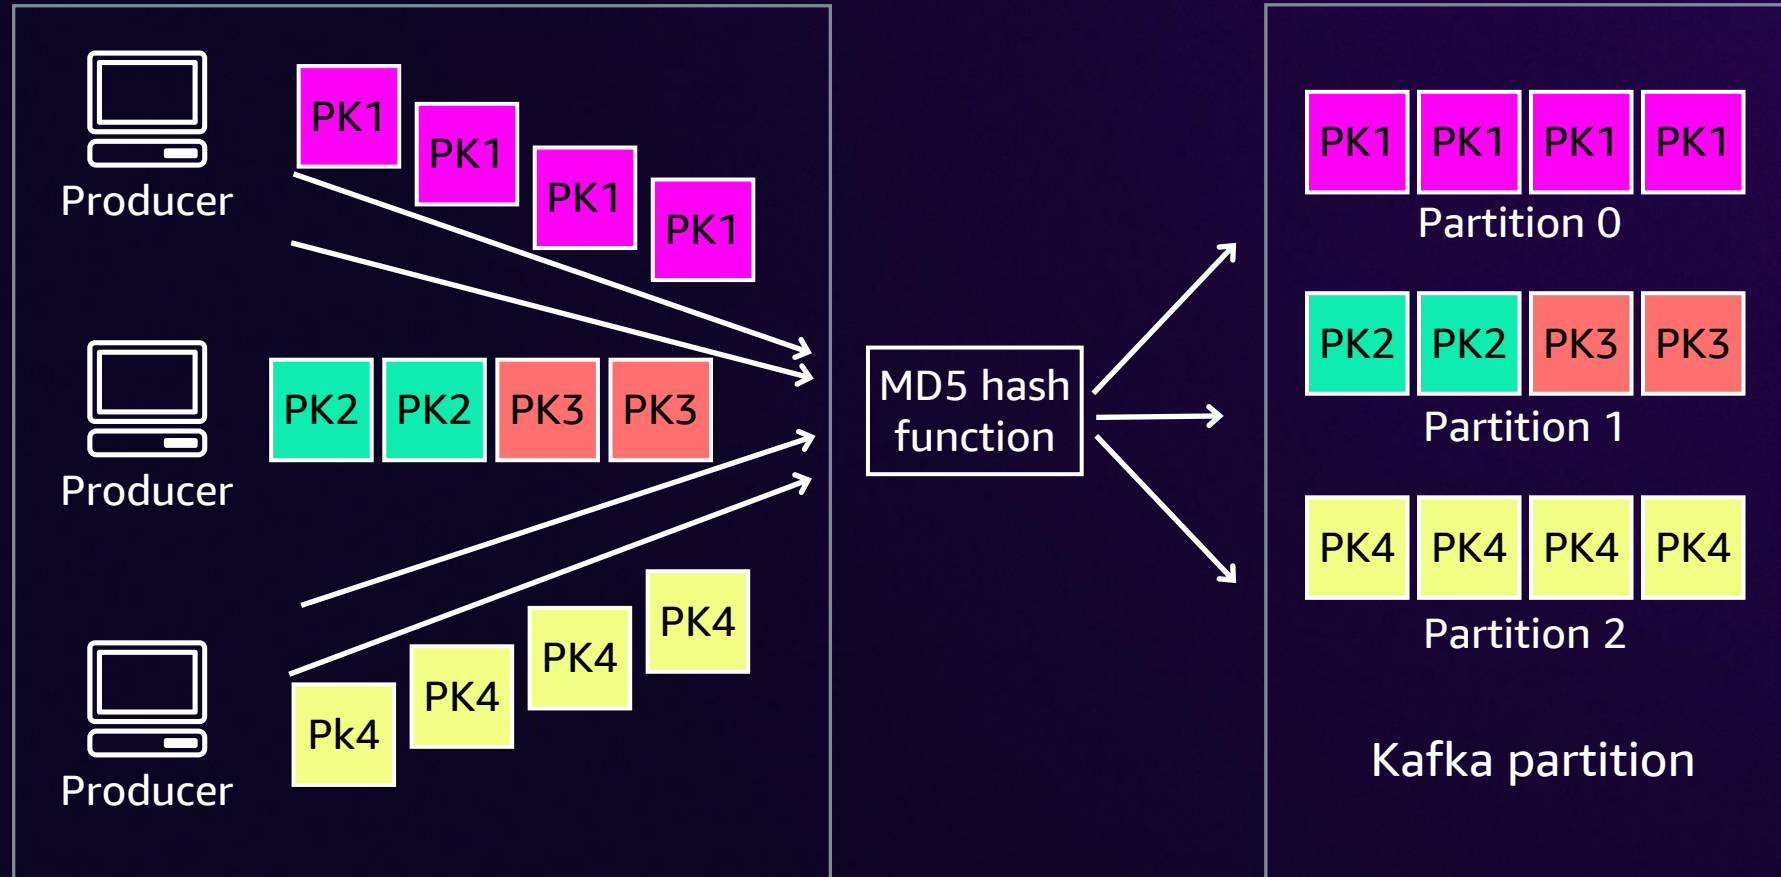 PK1
PK1
PK1
PK1
Producer
PK2 PK2 PK3 PK3
Producer
PK4
PK4
PK4
Pk4
Producer
MD5 hash
function
PK1 PK1 PK1 PK1
Partition 0
PK2 PK2 PK3 PK3
Partition 1
PK4 PK4 PK4 PK4
Partition 2
Kafka partition